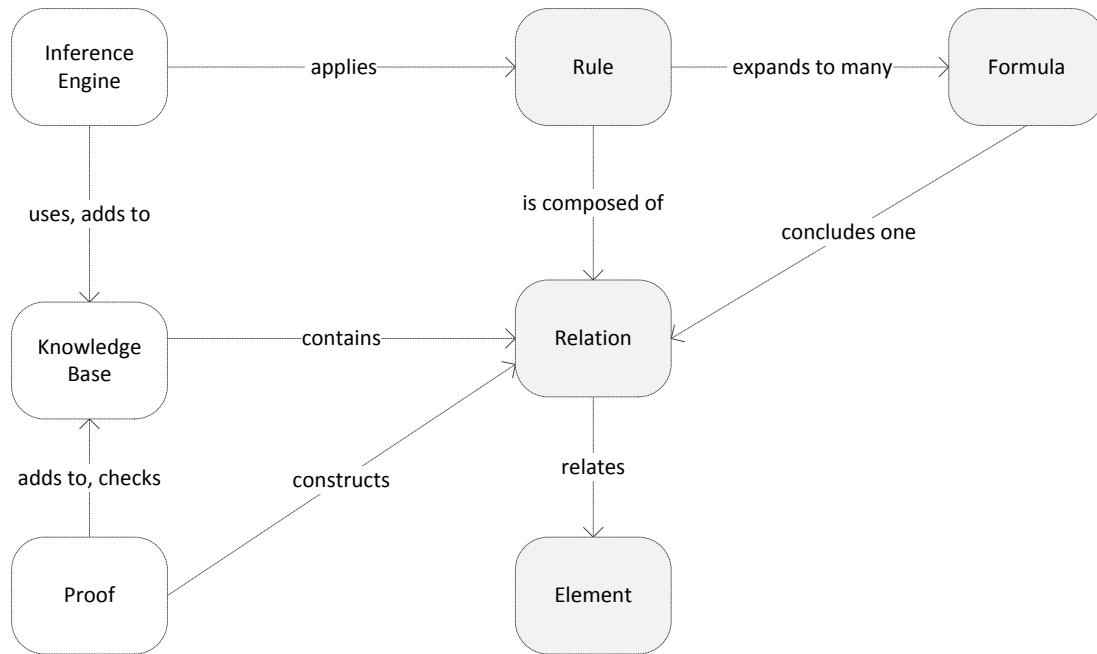 Inference
Engine
applies
Rule
expands to many
Formula
uses, adds to
is composed of
concludes one
Knowledge
Base
contains
Relation
adds to, checks
constructs
relates
Proof
Element